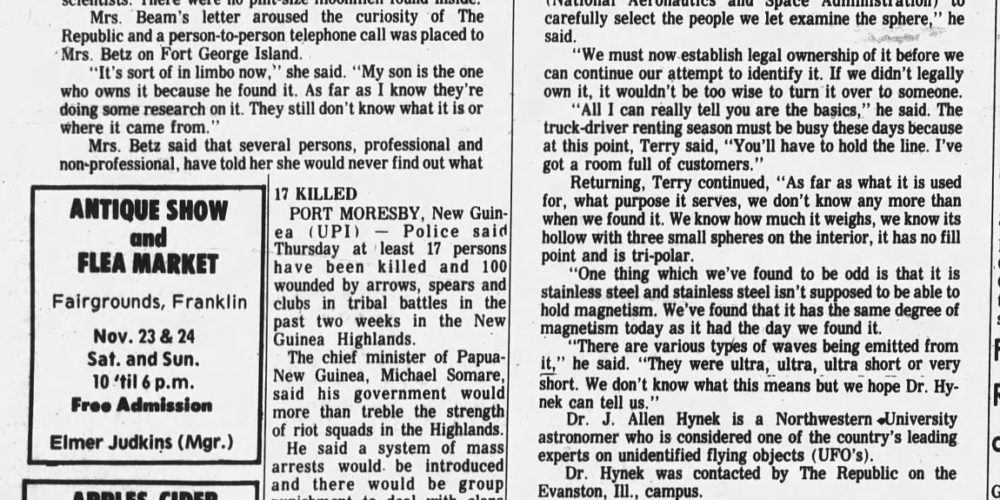 scientists. There were no pint-size moonmen found inside.
Mrs. Beam's letter aroused the curiosity of The
Republic and a person-to-person telephone call was placed to
Mrs. Betz on Fort George Island.
"It's sort of in limbo now," she said. "My son is the one
who owns it because he found it. As far as I know they're
doing some research on it. They still don't know what it is or
where it came from."
Mrs. Betz said that several persons, professional and
non-professional, have told her she would never find out what
ANTIQUE SHOW
and
FLEA MARKET
Fairgrounds, Franklin
Nov. 23 & 24
Sat. and Sun.
10 'til 6 p.m.
Free Admission
Elmer Judkins (Mgr.)
APPLES, CIDER
17 KILLED
PORT MORESBY, New Guin-
ea (UPI) — Police said
Thursday at least 17 persons
have been killed and 100
wounded by arrows, spears and
clubs in tribal battles in the
past two weeks in the New
Guinea Highlands.
The chief minister of Papua-
New Guinea, Michael Somare,
said his government would
more than treble the strength
of riot squads in the Highlands.
He said a system of mass
arrests would be introduced
and there would be group
punishment to deal with clans
(National Aeronautics and Space Administration) to
carefully select the people we let examine the sphere," he
said.
"We must now establish legal ownership of it before we
can continue our attempt to identify it. If we didn't legally
own it, it wouldn't be too wise to turn it over to someone.
"All I can really tell you are the basics," he said. The
truck-driver renting season must be busy these days because
at this point, Terry said, "You'll have to hold the line. I've
got a room full of customers."
Returning, Terry continued, "As far as what it is used
for, what purpose it serves, we don't know any more than
when we found it. We know how much it weighs, we know its
hollow with three small spheres on the interior, it has no fill
point and is tri-polar.
"One thing which we've found to be odd is that it is
stainless steel and stainless steel isn't supposed to be able to
hold magnetism. We've found that it has the same degree of
magnetism today as it had the day we found it.
"There are various types of waves being emitted from
it," he said. "They were ultra, ultra, ultra short or very
short. We don't know what this means but we hope Dr. Hy-
nek can tell us."
Dr. J. Allen Hynek is a Northwestern University
astronomer who is considered one of the country's leading
experts on unidentified flying objects (UFO's).
Dr. Hynek was contacted by The Republic on the
Evanston, Ill., campus.